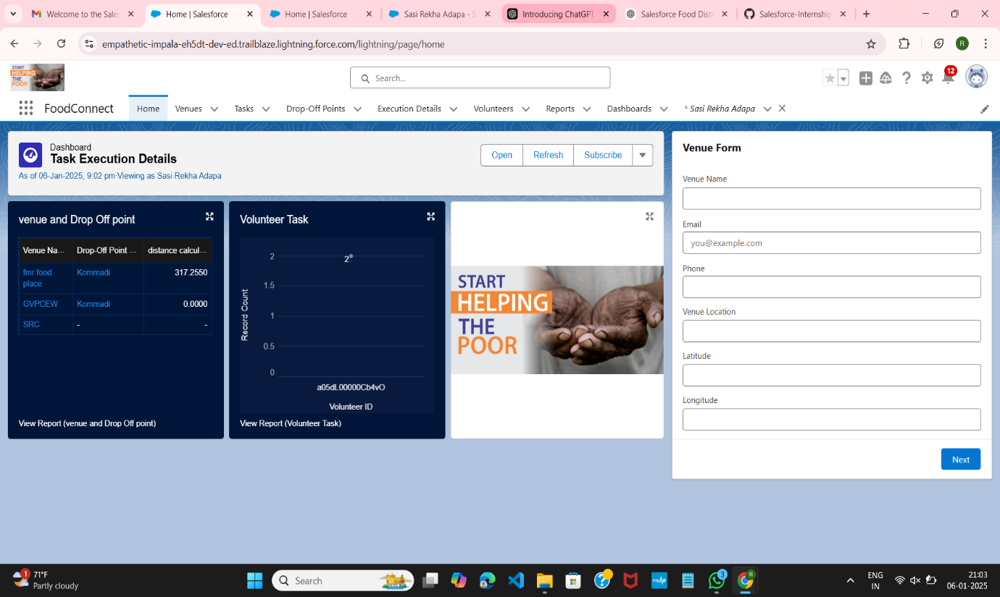 Welcome to the Sales
Home | Salesforce
Home | Salesforce
Sasi Rekha Adapa - S
Introducing ChatGPT
Salesforce Food Distr
Salesforce-Internship
empathetic-impala-eh5dt-dev-ed.trailblaze.lightning.force.com/lightning/page/home
R
START
HELPING
THE
POOR
Search...
12
FoodConnect
Home
Venues
Tasks
Drop-Off Points
Execution Details
Volunteers
Reports
Dashboards
* Sasi Rekha Adapa
Dashboard
Task Execution Details
As of 06-Jan-2025, 9:02 pm·Viewing as Sasi Rekha Adapa
Open
Refresh
Subscribe
venue and Drop Off point
Venue Na... Drop-Off Point ... distance calcul...
fmr food place Kommadi 317.2550
GVPCEW Kommadi 0.0000
SRC - -
View Report (venue and Drop Off point)
Volunteer Task
Record Count
2
1.5
1
0.5
0
2
a05dL00000Cb4vO
Volunteer ID
View Report (Volunteer Task)
START
HELPING
THE
POOR
Venue Form
Venue Name
Email
you@example.com
Phone
Venue Location
Latitude
Longitude
Next
1
71°F
Partly cloudy
Search
3
R
ENG
IN
21:03
06-01-2025